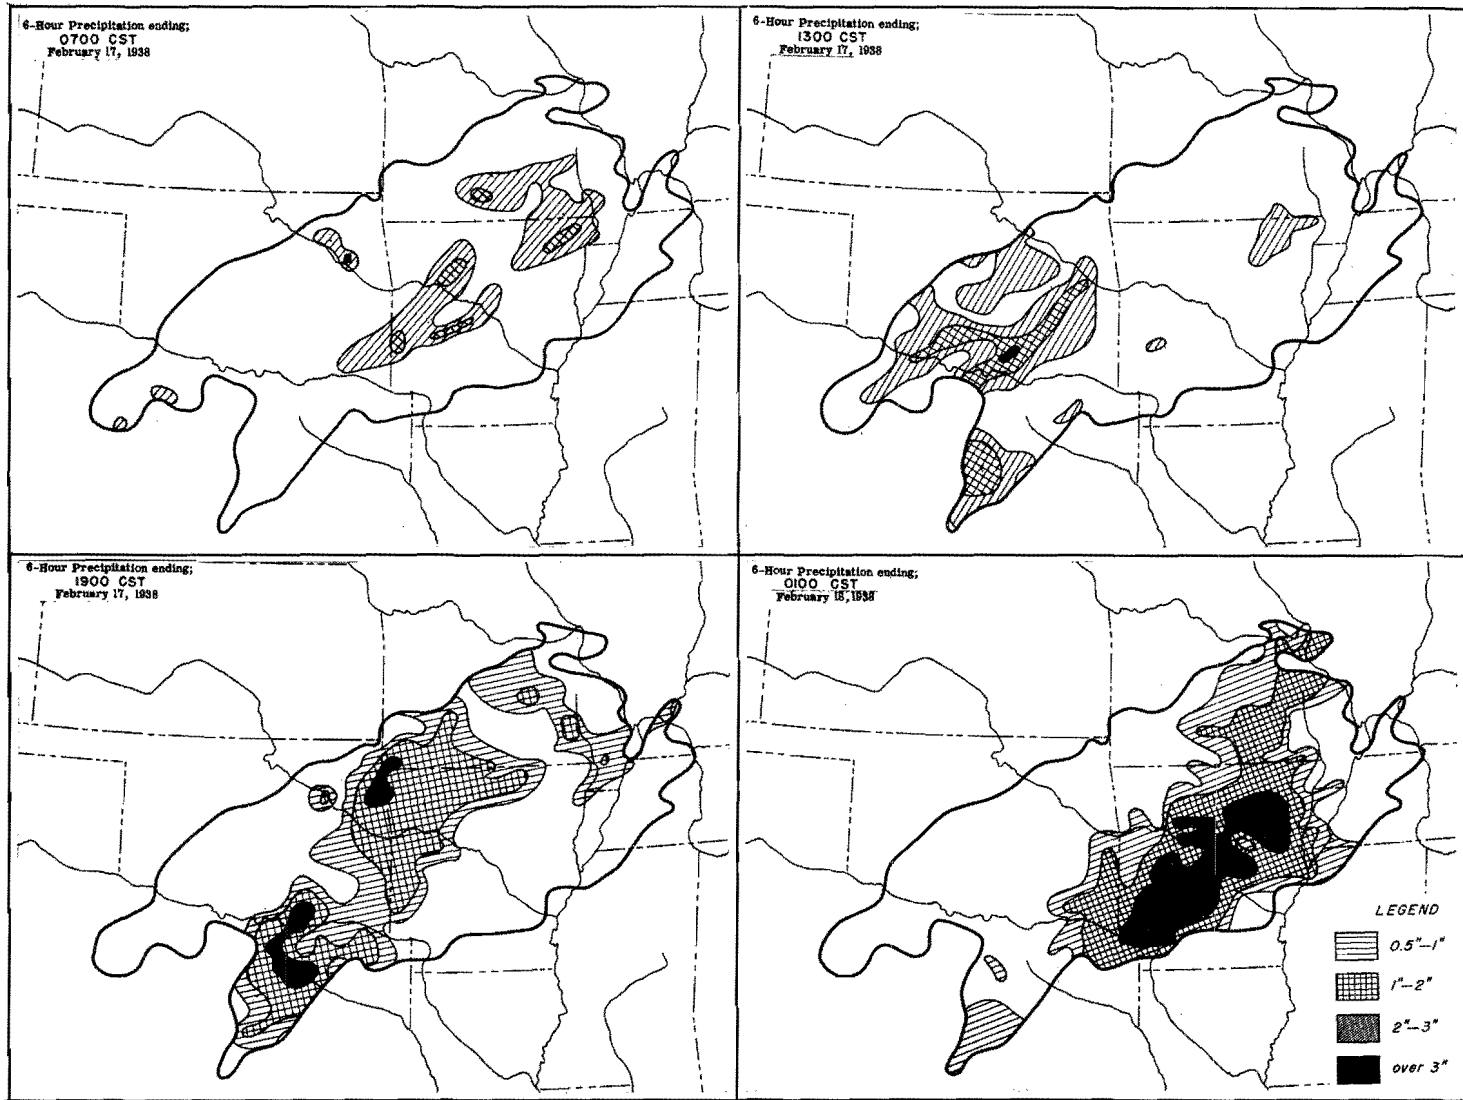 6-Hour Precipitation ending;
0700 CST
February 17, 1938
6-Hour Precipitation ending;
1300 CST
February 17, 1938
6-Hour Precipitation ending;
1900 CST
February 17, 1938
6-Hour Precipitation ending;
0100 CST
February 18, 1938
LEGEND
0.5"–1"
1"–2"
2"–3"
over 3"